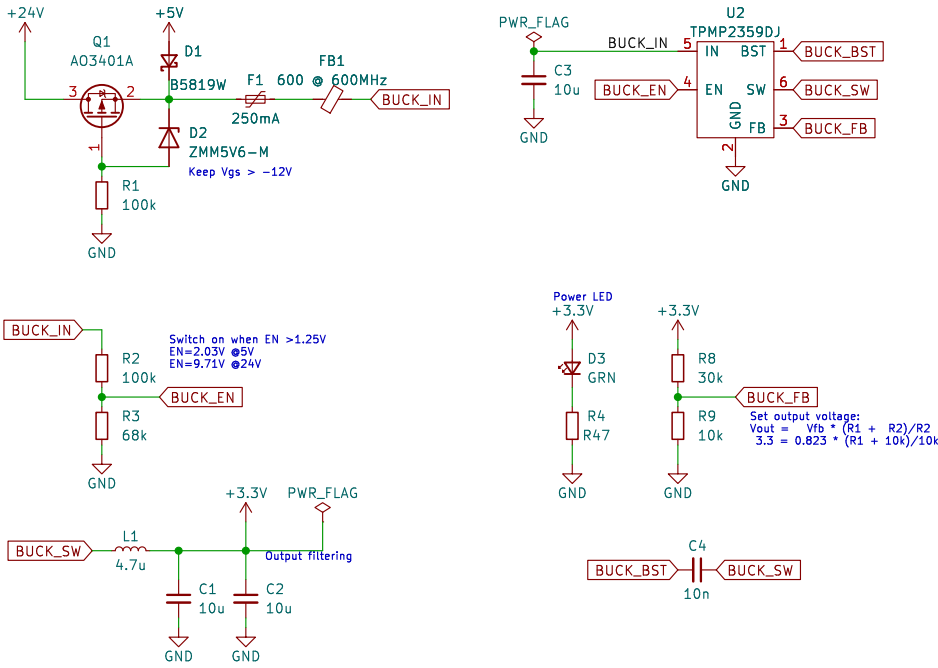 +24V
+5V
Q1
AO3401A
3
2
1
D1
B5819W
F1
250mA
FB1
600 @ 600MHz
BUCK_IN
D2
ZMM5V6-M
Keep Vgs > -12V
R1
100k
GND
PWR_FLAG
BUCK_IN
C3
10u
GND
U2
TPMP2359DJ
5
IN
BST
1
BUCK_BST
BUCK_EN
4
EN
SW
6
BUCK_SW
GND
FB
3
BUCK_FB
2
GND
BUCK_IN
R2
100k
BUCK_EN
R3
68k
GND
Switch on when EN >1.25V
EN=2.03V @5V
EN=9.71V @24V
Power LED
+3.3V
D3
GRN
R4
R47
GND
+3.3V
R8
30k
BUCK_FB
R9
10k
GND
Set output voltage:
Vout = Vfb * (R1 + R2)/R2
3.3 = 0.823 * (R1 + 10k)/10k
+3.3V
PWR_FLAG
BUCK_SW
L1
4.7u
Output filtering
C1
10u
GND
C2
10u
GND
BUCK_BST
C4
10n
BUCK_SW